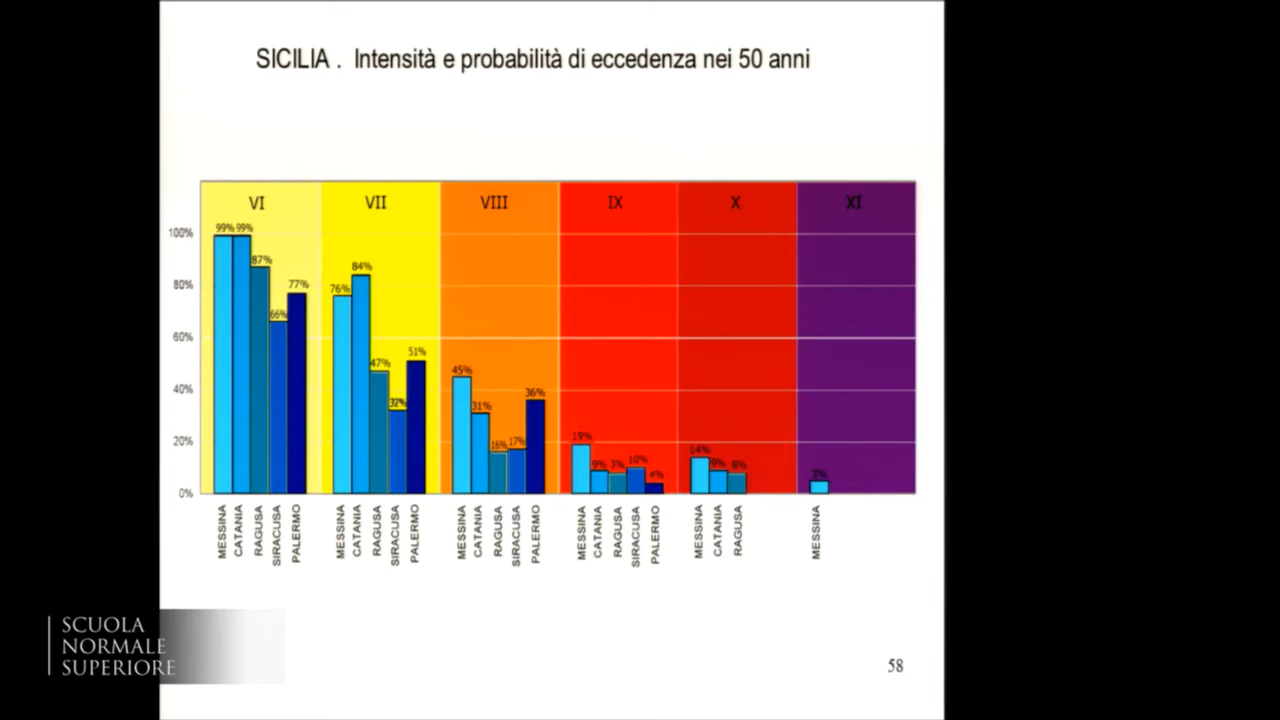 SICILIA . Intensità e probabilità di eccedenza nei 50 anni
VI VII VIII IX X XI
100%
80%
60%
40%
20%
0%
99% 99% 87% 66% 77%
76% 84% 47% 32% 51%
45% 31% 16% 17% 36%
19% 9% 3% 10% 4%
14% 8%
3%
MESSINA CATANIA RAGUSA SIRACUSA PALERMO
MESSINA CATANIA RAGUSA SIRACUSA PALERMO
MESSINA CATANIA RAGUSA SIRACUSA PALERMO
MESSINA CATANIA RAGUSA SIRACUSA PALERMO
MESSINA CATANIA RAGUSA
MESSINA
SCUOLA
NORMALE
SUPERIORE
58